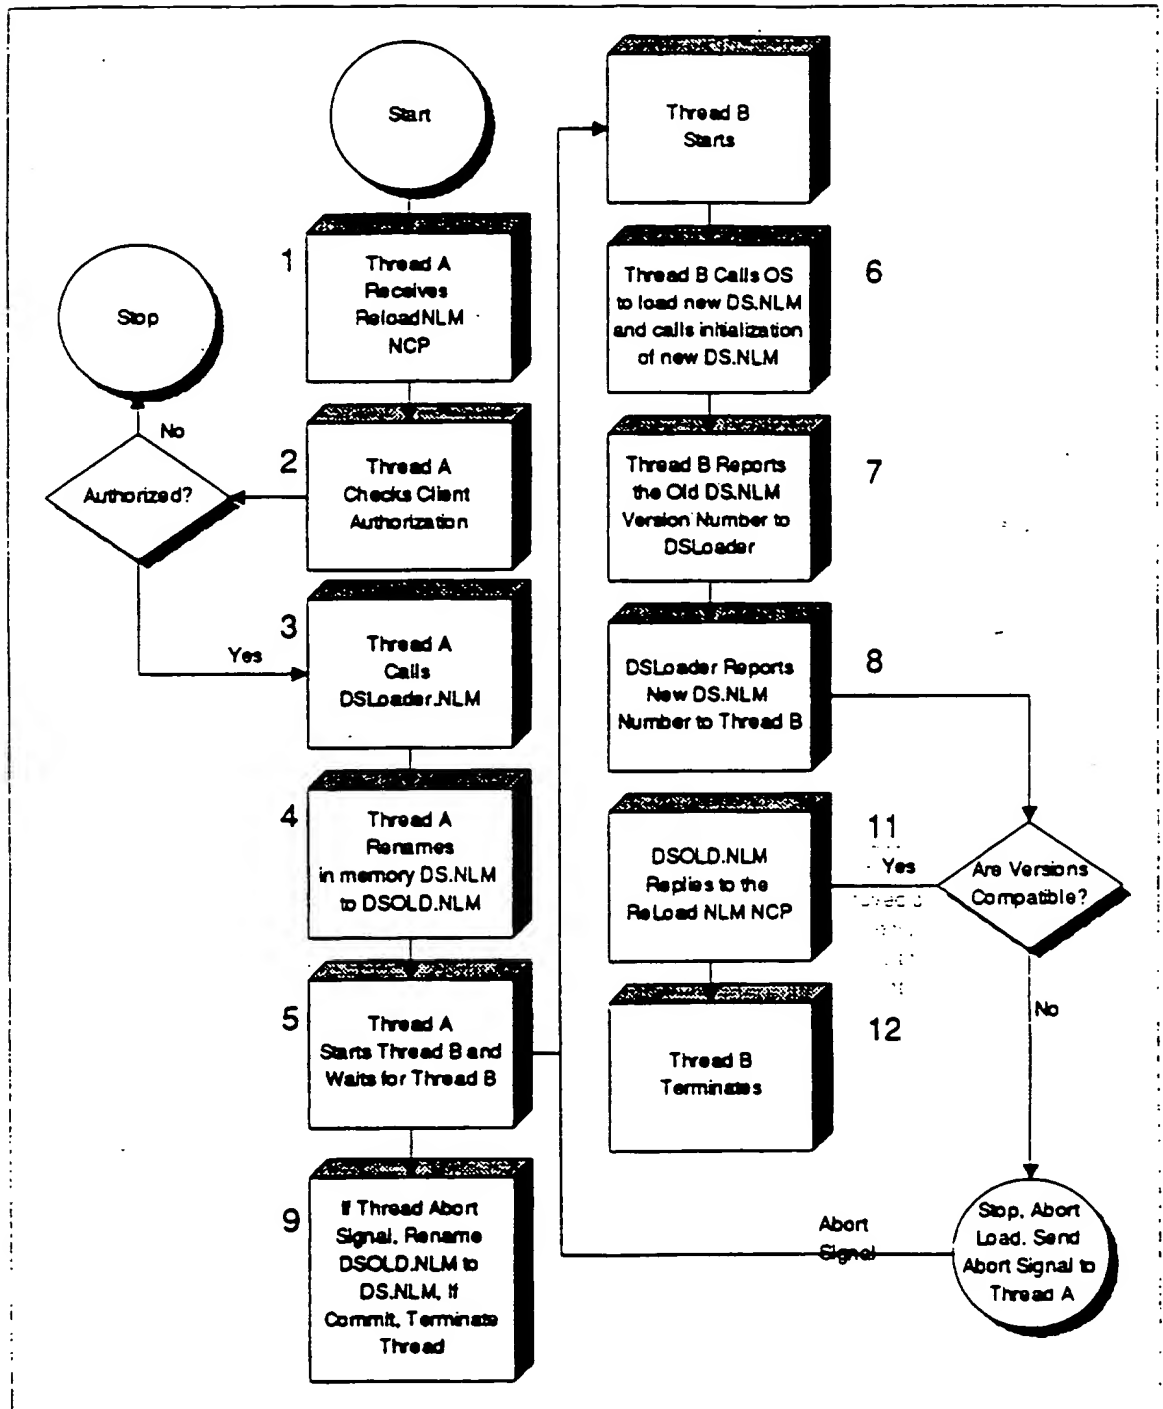 Start
1
Thread A
Receives
ReloadNLM
NCP
Stop
No
2
Thread A
Checks Client
Authorization
Authorized?
Yes
3
Thread A
Calls
DSLoader.NLM
4
Thread A
Renames
in memory DS.NLM
to DSOLD.NLM
5
Thread A
Starts Thread B and
Waits for Thread B
9
If Thread Abort
Signal, Rename
DSOLD.NLM to
DS.NLM, If
Commit, Terminate
Thread
Thread B
Starts
6
Thread B Calls OS
to load new DS.NLM
and calls initialization
of new DS.NLM
7
Thread B Reports
the Old DS.NLM
Version Number to
DSLoader
8
DSLoader Reports
New DS.NLM
Number to Thread B
Are Versions
Compatible?
11
Yes
DSOLD.NLM
Replies to the
ReLoad NLM NCP
12
Thread B
Terminates
No
Stop, Abort
Load. Send
Abort Signal to
Thread A
Abort
Signal